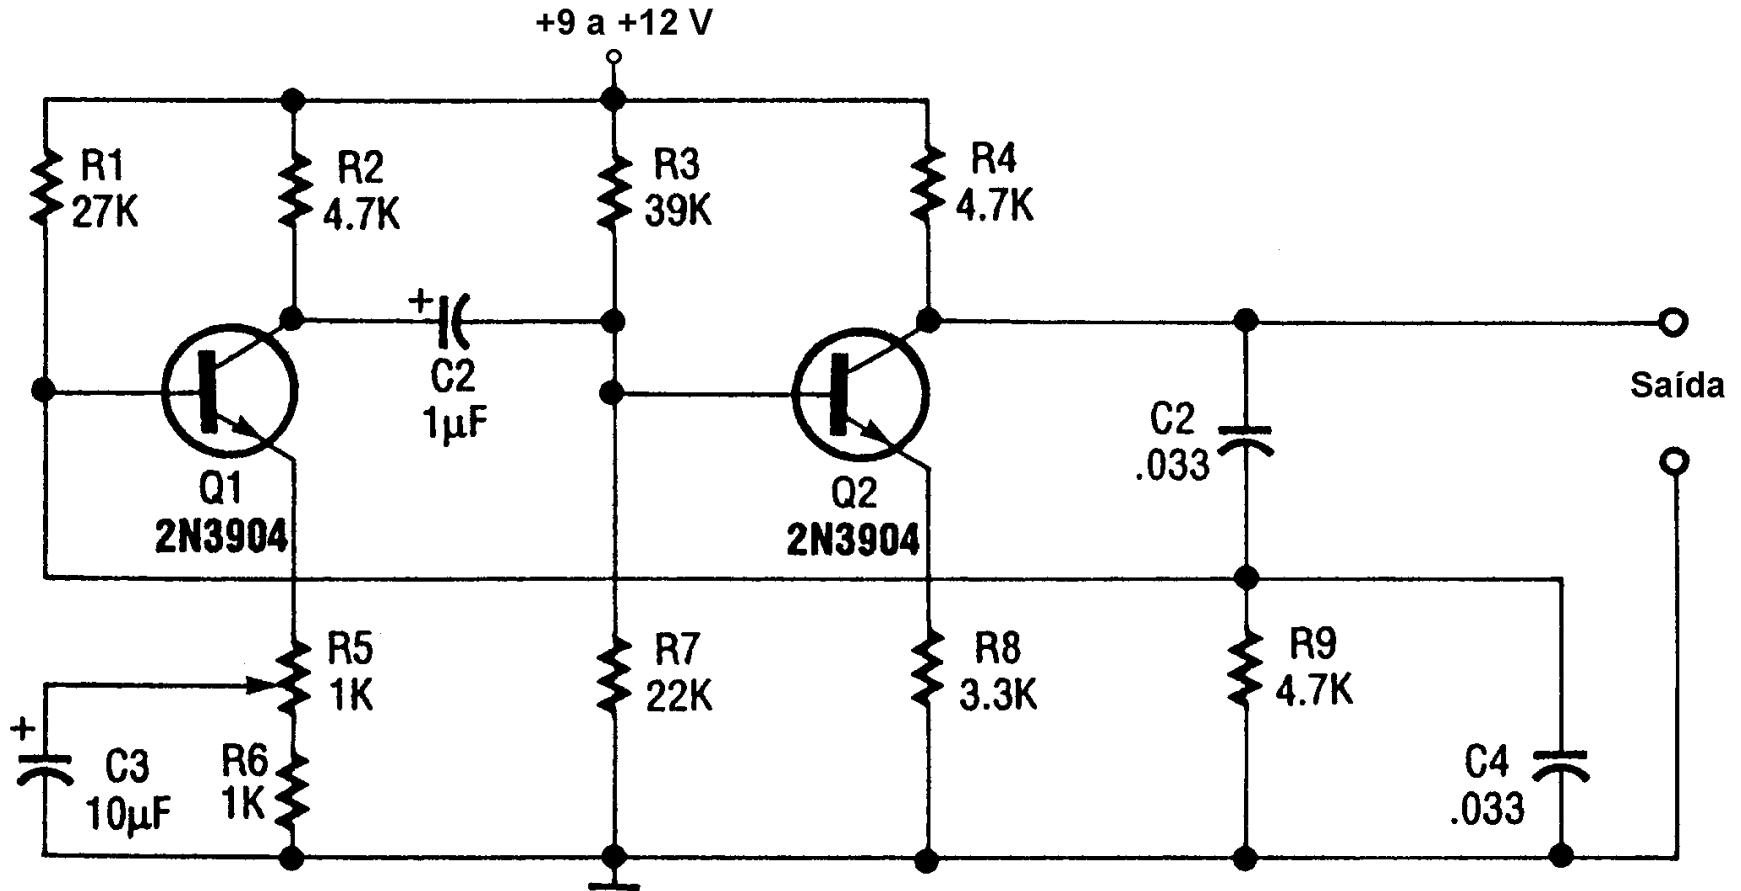 +9 a +12 V
R1
27K
R2
4.7K
R3
39K
R4
4.7K
+
C2
1µF
Q1
2N3904
Q2
2N3904
C2
.033
Saída
R5
1K
R6
1K
+
C3
10µF
R7
22K
R8
3.3K
R9
4.7K
C4
.033